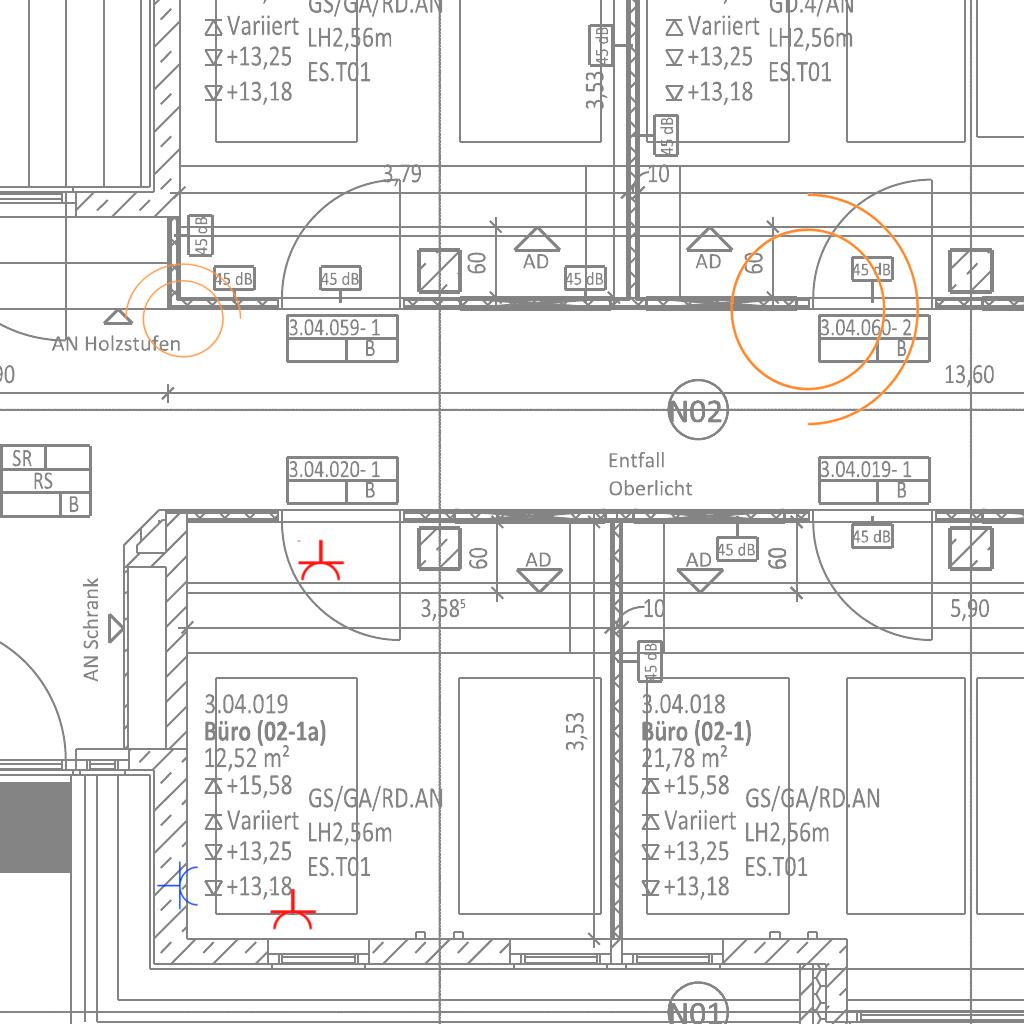 GS/GA/RD.AN
Variiert
LH2,56m
+13,25
ES.T01
+13,18
45 dB
3,53
GD.4/AN
Variiert
LH2,56m
+13,25
ES.T01
+13,18
45 dB
3,79
10
45 dB
45 dB
45 dB
60
AD
45 dB
AD
60
45 dB
AN Holzstufen
3.04.059-1
B
3.04.060-2
B
90
13,60
N02
SR
RS
B
3.04.020-1
B
Entfall
Oberlicht
3.04.019-1
B
60
AD
45 dB
AD
60
45 dB
AN Schrank
3,58⁵
10
5,90
45 dB
3.04.019
Büro (02-1a)
12,52 m²
+15,58
GS/GA/RD.AN
Variiert
LH2,56m
+13,25
ES.T01
+13,18
3,53
3.04.018
Büro (02-1)
21,78 m²
+15,58
GS/GA/RD.AN
Variiert
LH2,56m
+13,25
ES.T01
+13,18
N01